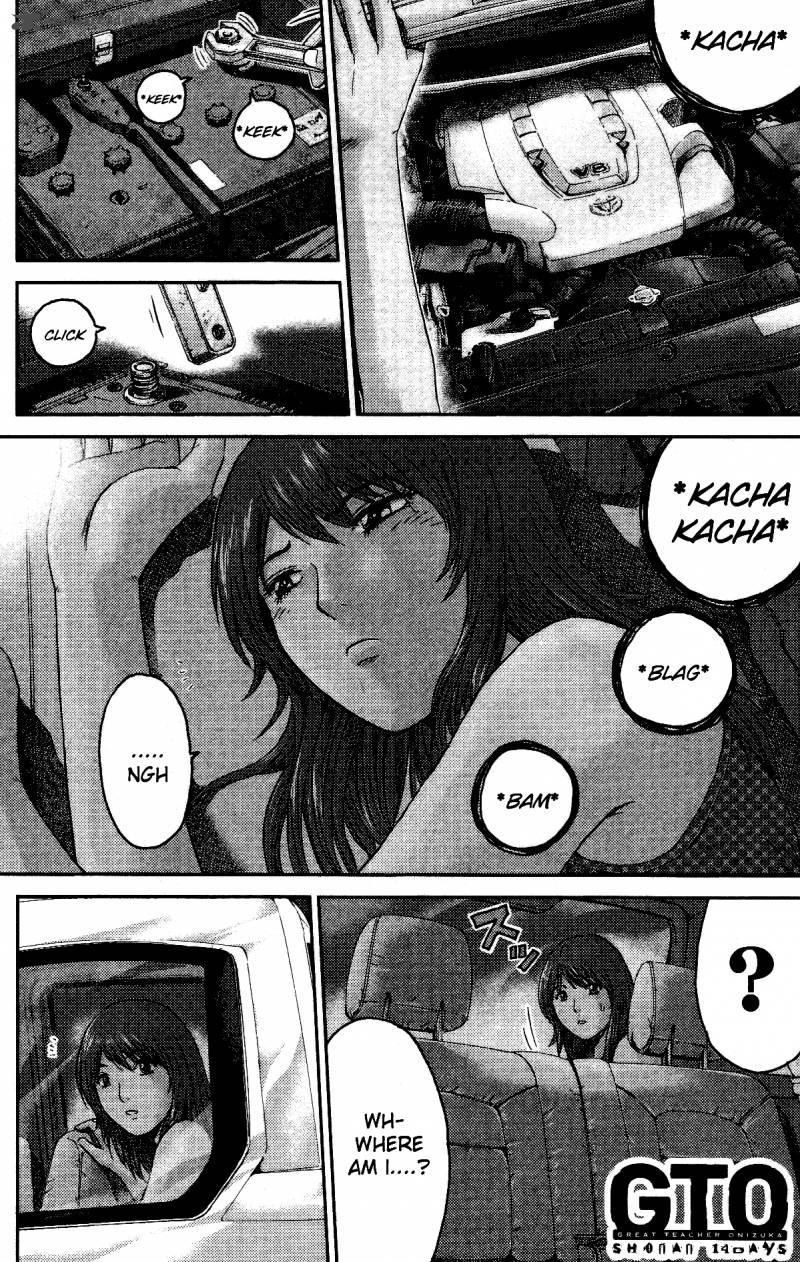 *KEEK*
*KEEK*
*KACHA*
V8
CLICK
*KACHA
KACHA*
*BLAG*
*BAM*
.....
NGH
?
WH-
WHERE
AM I....?
GTO
GREAT TEACHER ONIZUKA
SHONAN 14DAYS